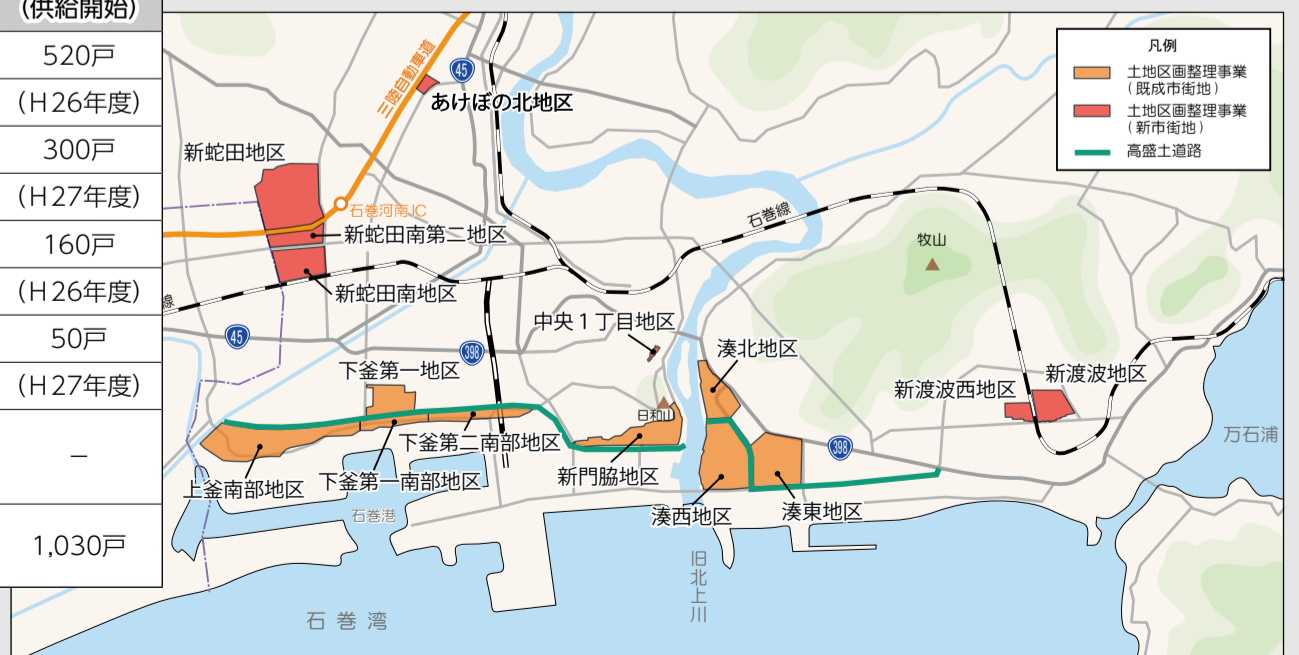 (供給開始)
520戸
(H26年度)
300戸
(H27年度)
160戸
(H26年度)
50戸
(H27年度)
–
1,030戸
凡例
土地区画整理事業
(既成市街地)
土地区画整理事業
(新市街地)
高盛土道路
三陸自動車道
45
あけぼの北地区
新蛇田地区
石巻河南JC
新蛇田南第二地区
新蛇田南地区
石巻線
牧山
線
45
398
中央1丁目地区
湊北地区
下釜第一地区
新渡波西地区
新渡波地区
日和山
398
万石浦
下釜第二南部地区
上釜南部地区
下釜第一南部地区
新門脇地区
石巻港
湊西地区
湊東地区
旧北上川
石巻湾